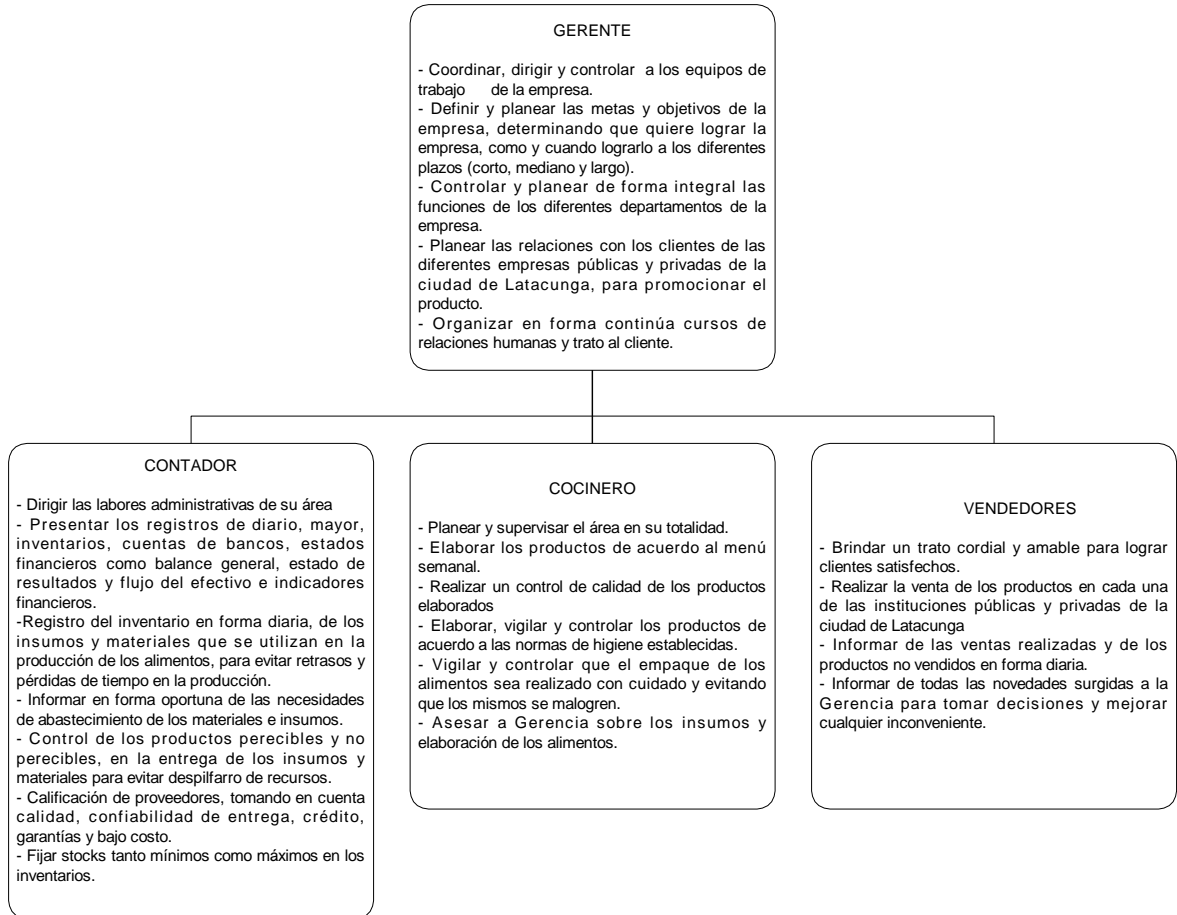 GERENTE
- Coordinar, dirigir y controlar a los equipos de
trabajo de la empresa.
- Definir y planear las metas y objetivos de la
empresa, determinando que quiere lograr la
empresa, como y cuando lograrlo a los diferentes
plazos (corto, mediano y largo).
- Controlar y planear de forma integral las
funciones de los diferentes departamentos de la
empresa.
- Planear las relaciones con los clientes de las
diferentes empresas públicas y privadas de la
ciudad de Latacunga, para promocionar el
producto.
- Organizar en forma continúa cursos de
relaciones humanas y trato al cliente.
CONTADOR
- Dirigir las labores administrativas de su área
- Presentar los registros de diario, mayor,
inventarios, cuentas de bancos, estados
financieros como balance general, estado de
resultados y flujo del efectivo e indicadores
financieros.
-Registro del inventario en forma diaria, de los
insumos y materiales que se utilizan en la
producción de los alimentos, para evitar retrasos y
pérdidas de tiempo en la producción.
- Informar en forma oportuna de las necesidades
de abastecimiento de los materiales e insumos.
- Control de los productos perecibles y no
perecibles, en la entrega de los insumos y
materiales para evitar despilfarro de recursos.
- Calificación de proveedores, tomando en cuenta
calidad, confiabilidad de entrega, crédito,
garantías y bajo costo.
- Fijar stocks tanto mínimos como máximos en los
inventarios.
COCINERO
- Planear y supervisar el área en su totalidad.
- Elaborar los productos de acuerdo al menú
semanal.
- Realizar un control de calidad de los productos
elaborados
- Elaborar, vigilar y controlar los productos de
acuerdo a las normas de higiene establecidas.
- Vigilar y controlar que el empaque de los
alimentos sea realizado con cuidado y evitando
que los mismos se malogren.
- Asesar a Gerencia sobre los insumos y
elaboración de los alimentos.
VENDEDORES
- Brindar un trato cordial y amable para lograr
clientes satisfechos.
- Realizar la venta de los productos en cada una
de las instituciones públicas y privadas de la
ciudad de Latacunga
- Informar de las ventas realizadas y de los
productos no vendidos en forma diaria.
- Informar de todas las novedades surgidas a la
Gerencia para tomar decisiones y mejorar
cualquier inconveniente.